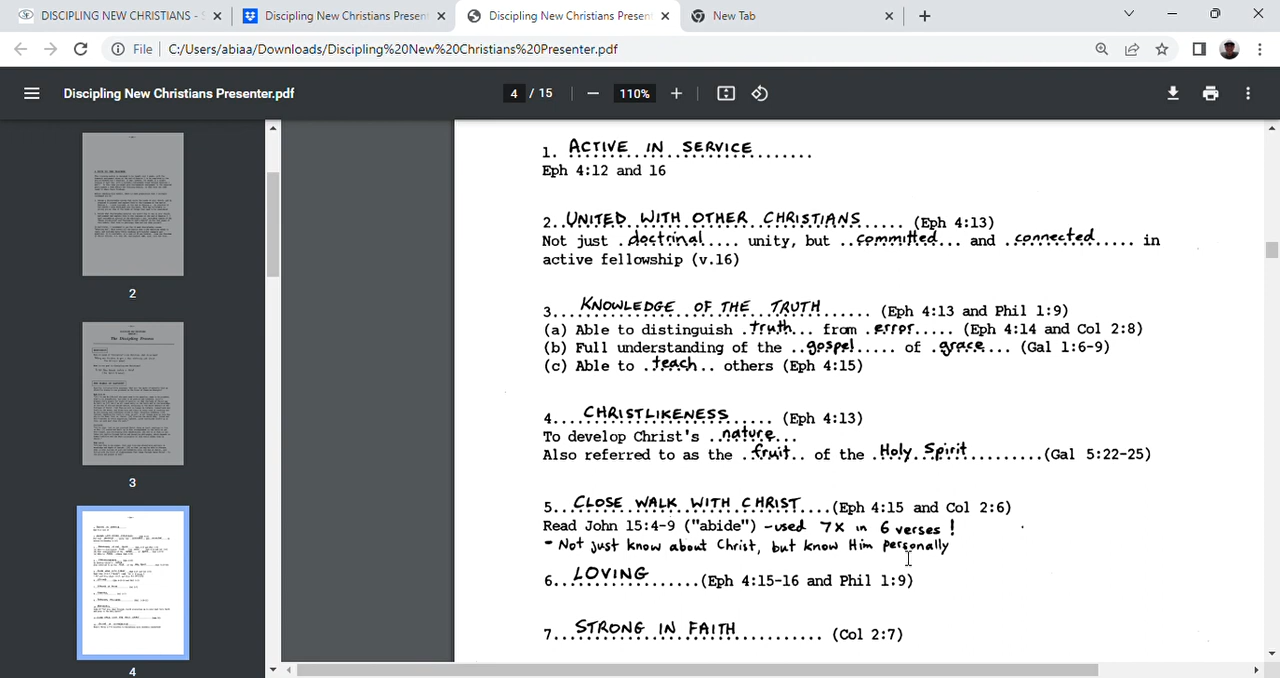 DISCIPLING NEW CHRISTIANS - S
Discipling New Christians Present
Discipling New Christians Present
New Tab
File
C:/Users/abiaa/Downloads/Discipling%20New%20Christians%20Presenter.pdf
Discipling New Christians Presenter.pdf
4 / 15
110%
2
3
4
1. ACTIVE IN SERVICE
Eph 4:12 and 16
2. UNITED WITH OTHER CHRISTIANS (Eph 4:13)
Not just doctrinal unity, but committed and connected in
active fellowship (v.16)
3. KNOWLEDGE OF THE TRUTH (Eph 4:13 and Phil 1:9)
(a) Able to distinguish truth from error (Eph 4:14 and Col 2:8)
(b) Full understanding of the gospel of grace (Gal 1:6-9)
(c) Able to teach others (Eph 4:15)
4. CHRISTLIKENESS (Eph 4:13)
To develop Christ's nature
Also referred to as the fruit of the Holy Spirit (Gal 5:22-25)
5. CLOSE WALK WITH CHRIST (Eph 4:15 and Col 2:6)
Read John 15:4-9 ("abide") - used 7X in 6 verses !
- Not just know about Christ, but know Him personally
6. LOVING (Eph 4:15-16 and Phil 1:9)
7. STRONG IN FAITH (Col 2:7)